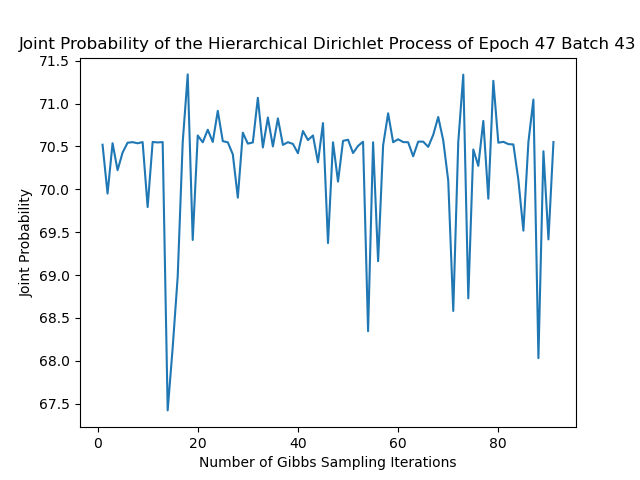 Joint Probability of the Hierarchical Dirichlet Process of Epoch 47 Batch 43
71.5
71.0
70.5
70.0
69.5
69.0
68.5
68.0
67.5
Joint Probability
0 20 40 60 80
Number of Gibbs Sampling Iterations